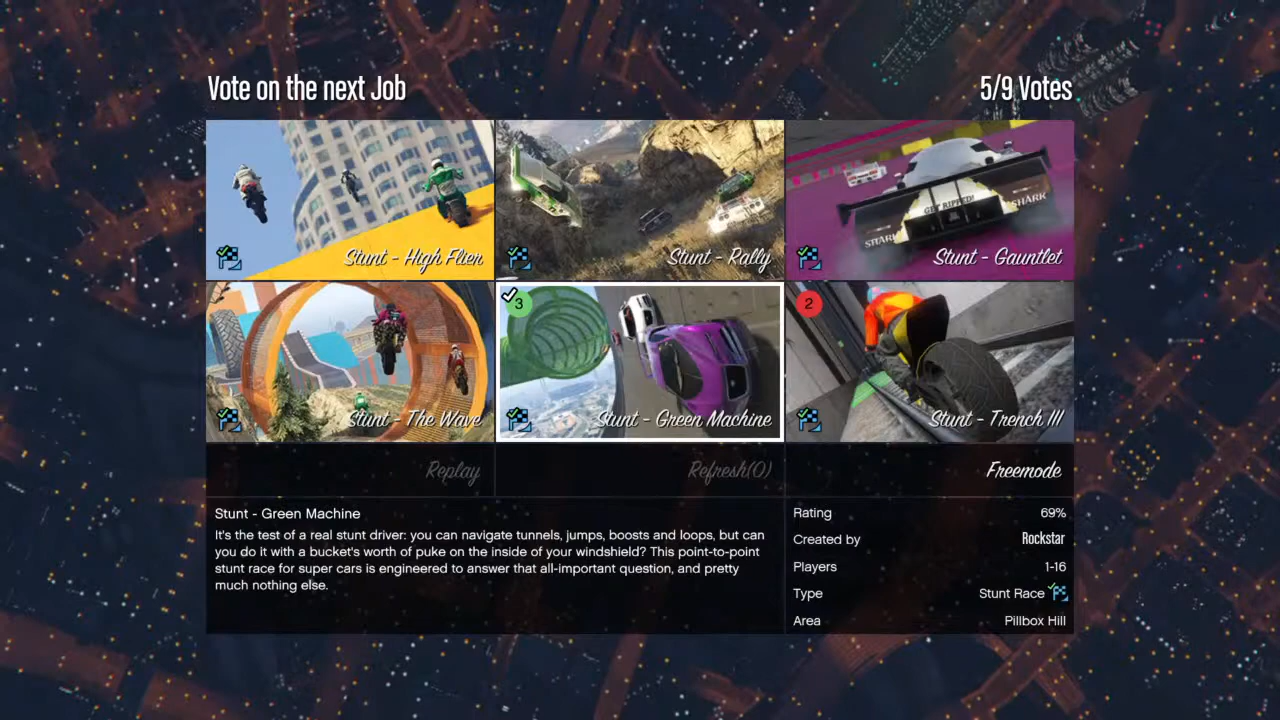 Vote on the next Job
5/9 Votes
Stunt - High Flier
Stunt - Rally
GET RIPPED!
SHARK
SHARK
Stunt - Gauntlet
Stunt - The Wave
3
Stunt - Green Machine
2
Stunt - Trench III
Replay
Refresh(0)
Freemode
Stunt - Green Machine
It's the test of a real stunt driver: you can navigate tunnels, jumps, boosts and loops, but can
you do it with a bucket's worth of puke on the inside of your windshield? This point-to-point
stunt race for super cars is engineered to answer that all-important question, and pretty
much nothing else.
Rating 69%
Created by Rockstar
Players 1-16
Type Stunt Race
Area Pillbox Hill